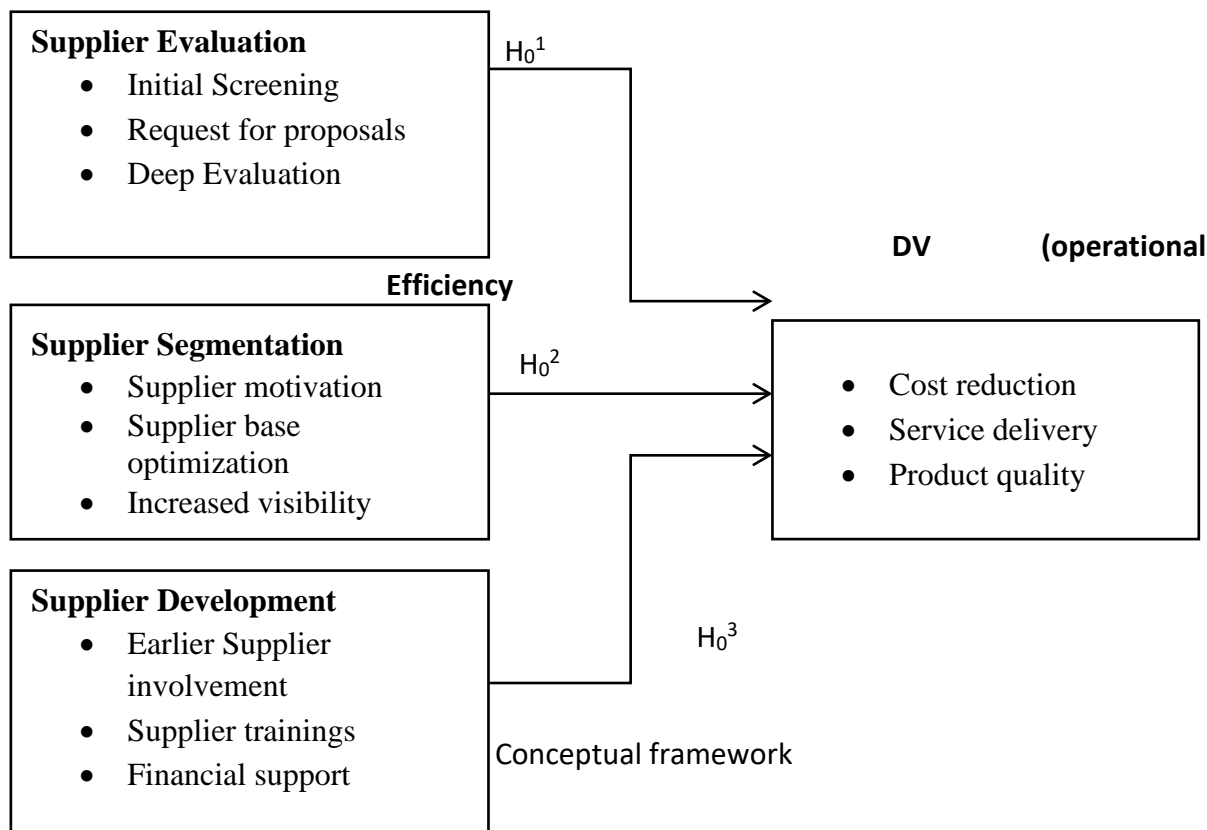 Supplier Evaluation
• Initial Screening
• Request for proposals
• Deep Evaluation
H₀¹
DV (operational
Efficiency
Supplier Segmentation
• Supplier motivation
• Supplier base
optimization
• Increased visibility
H₀²
• Cost reduction
• Service delivery
• Product quality
Supplier Development
• Earlier Supplier
involvement
• Supplier trainings
• Financial support
H₀³
Conceptual framework